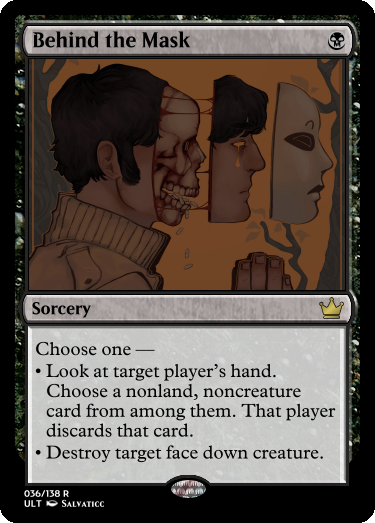 Behind the Mask
Sorcery
Choose one —
• Look at target player's hand.
Choose a nonland, noncreature
card from among them. That player
discards that card.
• Destroy target face down creature.
036/138 R
ULT Salvaticc